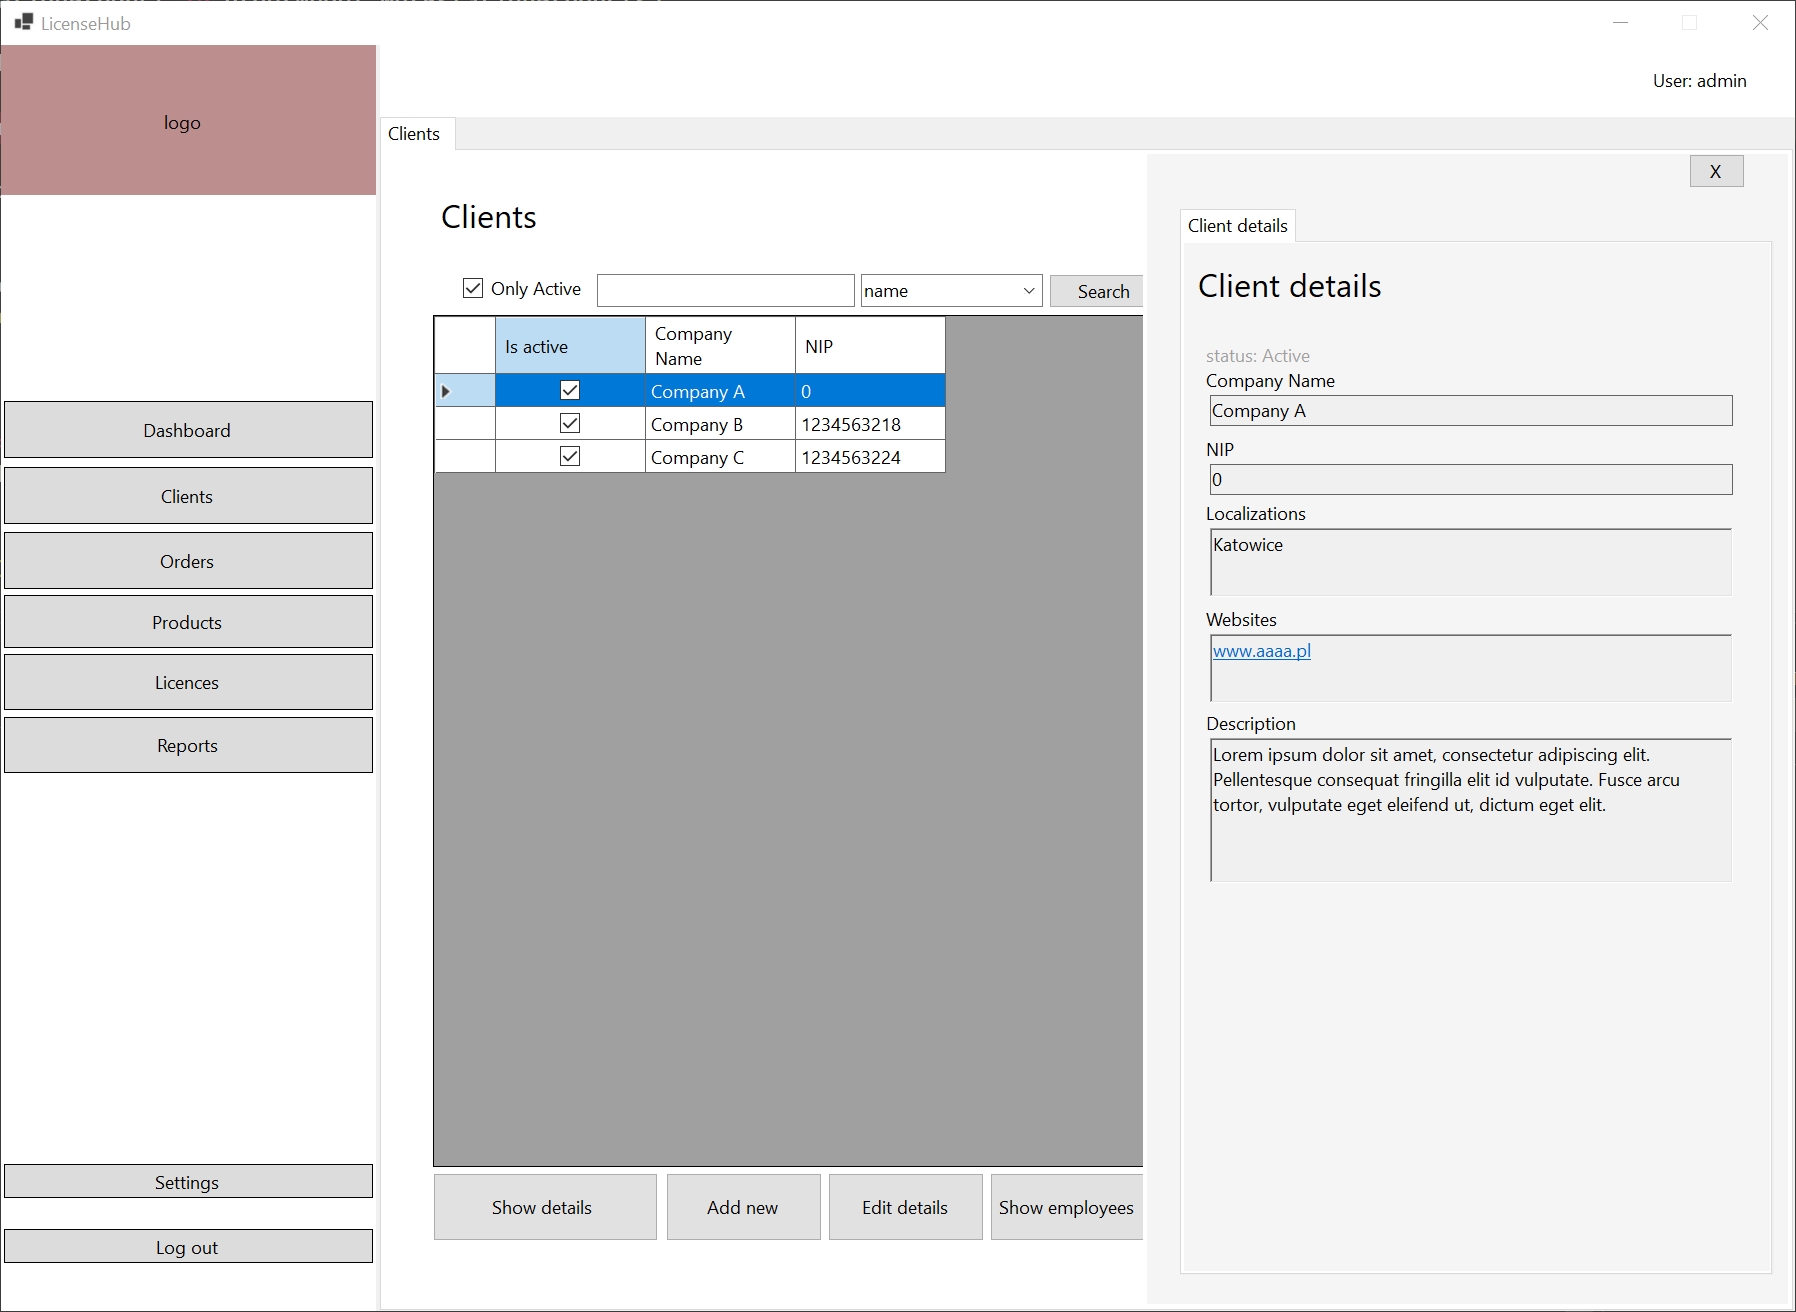 LicenseHub
logo
User: admin
Clients
X
Clients
Client details
Client details
Only Active
name
Search
Is active
Company
Name
NIP
Company A
0
Company B
1234563218
Company C
1234563224
status: Active
Company Name
Company A
NIP
0
Localizations
Katowice
Websites
www.aaaa.pl
Description
Lorem ipsum dolor sit amet, consectetur adipiscing elit.
Pellentesque consequat fringilla elit id vulputate. Fusce arcu
tortor, vulputate eget eleifend ut, dictum eget elit.
Dashboard
Clients
Orders
Products
Licences
Reports
Settings
Log out
Show details
Add new
Edit details
Show employees